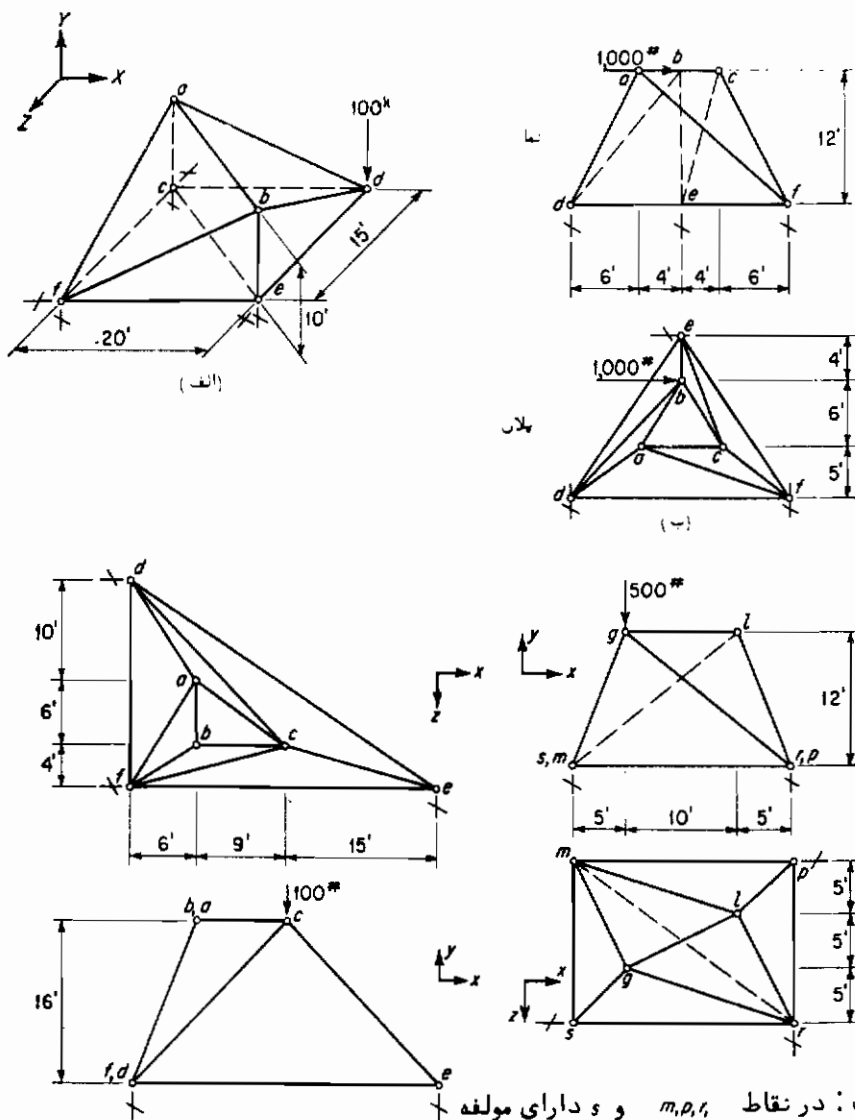 Y
X
Z
a
100ᵏ
c
d
b
15'
f
e
10'
20'
(الف)
1,000#
b
a
c
12'
d
e
f
6'
4'
4'
6'
e
1,000#
4'
b
6'
a
c
5'
d
f
(ب)
d
10'
a
x
z
6'
b
c
4'
f
e
6'
9'
15'
100#
b,a
c
y
x
16'
f,d
e
500#
g
l
y
x
12'
s,m
r,p
5'
10'
5'
m
p
5'
l
5'
x
g
z
5'
s
r
: در نقاط m,p,r, و s دارای مولفه